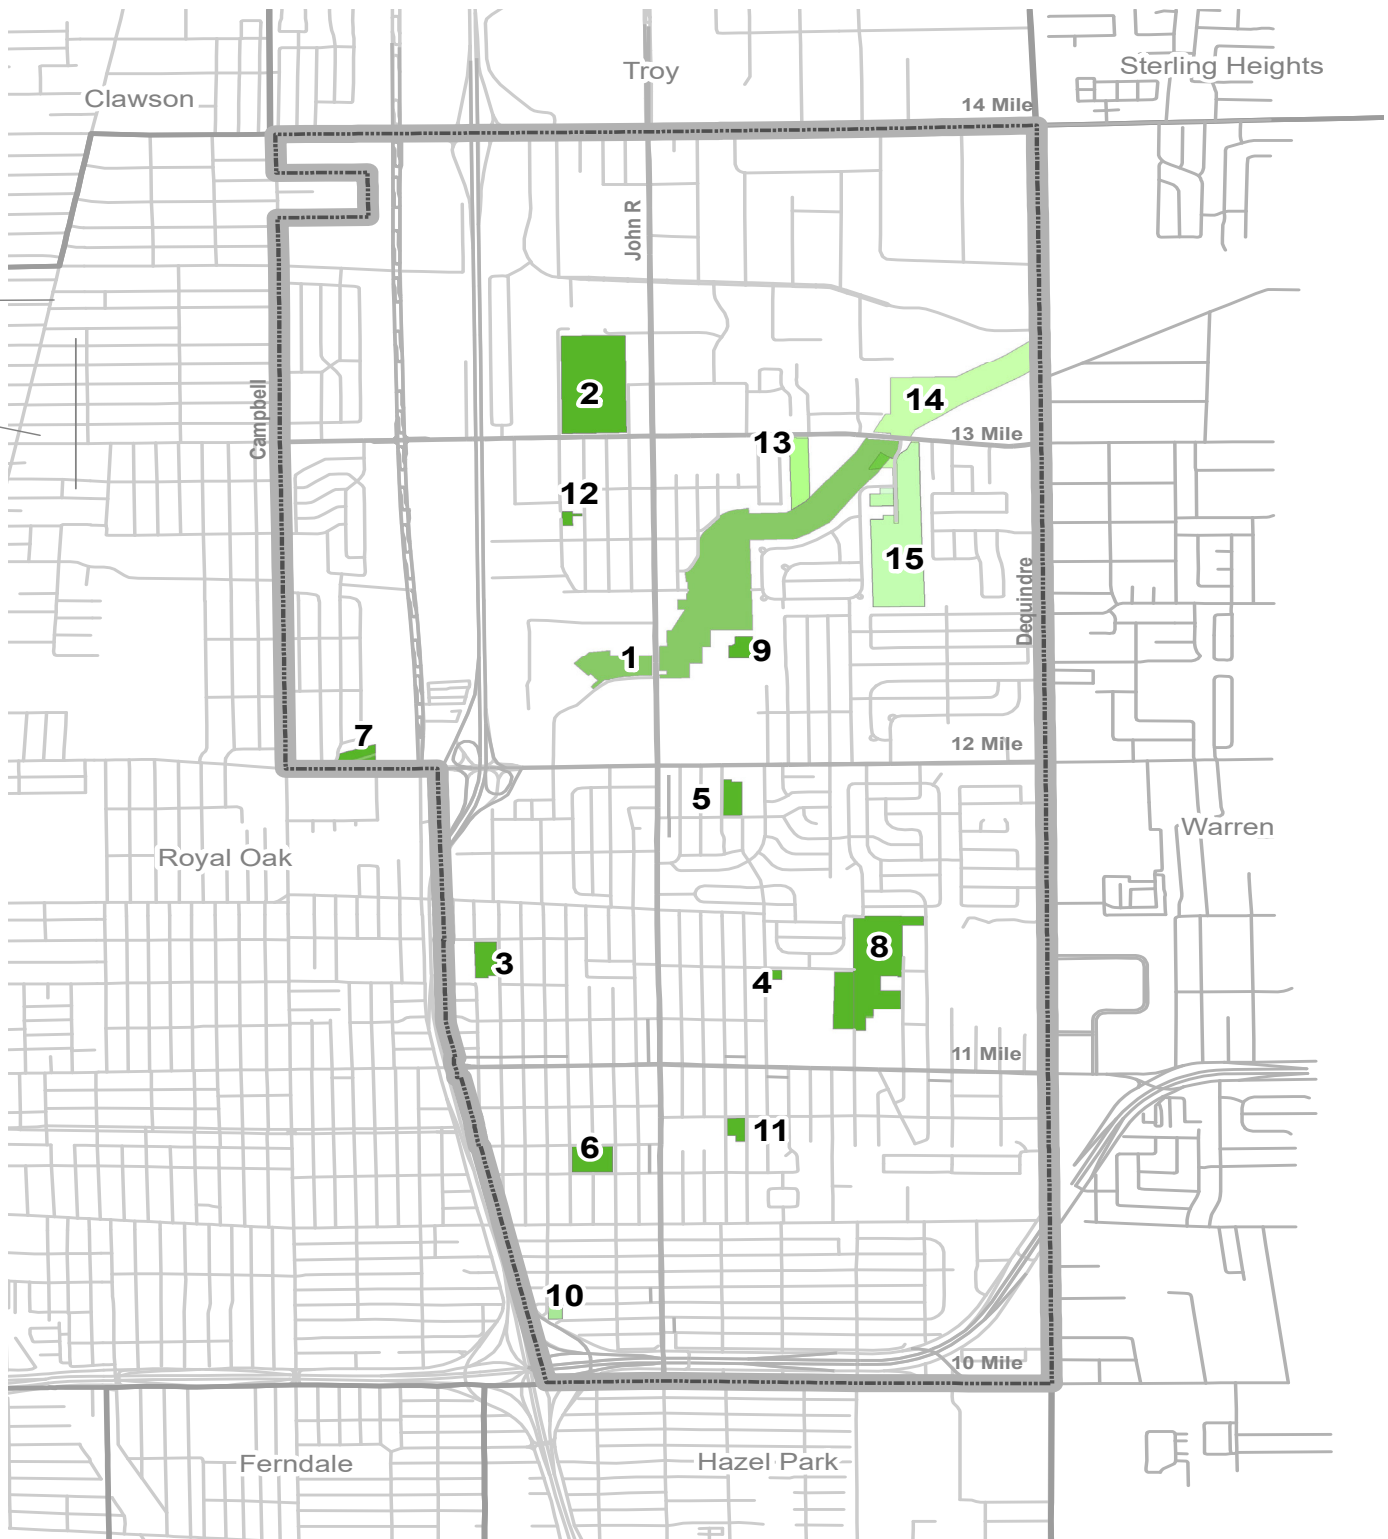 Troy
Sterling Heights
Clawson
14 Mile
John R
2
Campbell
14
13 Mile
13
12
15
Dequindre
1
9
7
12 Mile
5
Warren
Royal Oak
8
3
4
11 Mile
11
6
10
10 Mile
Ferndale
Hazel Park